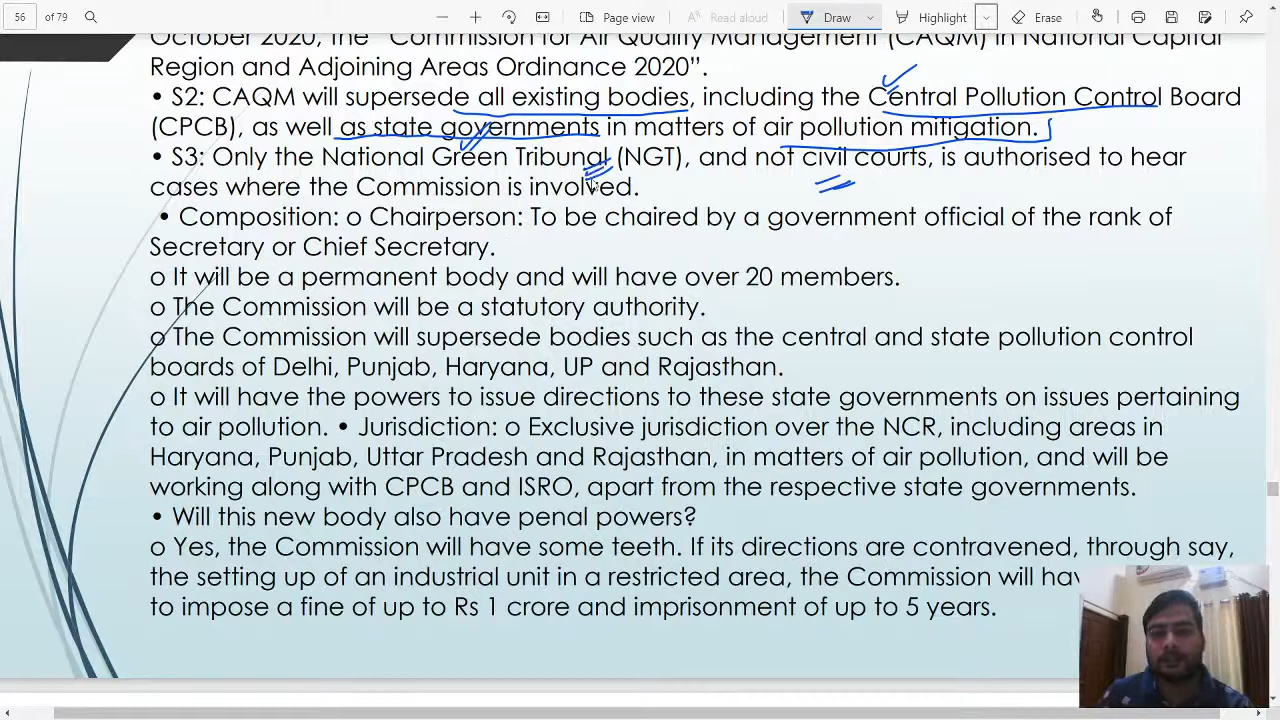 56 of 79 Page view Read aloud Draw Highlight Erase
October 2020, the "Commission for Air Quality Management (CAQM) in National Capital
Region and Adjoining Areas Ordinance 2020".
• S2: CAQM will supersede all existing bodies, including the Central Pollution Control Board
(CPCB), as well as state governments in matters of air pollution mitigation.
• S3: Only the National Green Tribunal (NGT), and not civil courts, is authorised to hear
cases where the Commission is involved.
• Composition: o Chairperson: To be chaired by a government official of the rank of
Secretary or Chief Secretary.
o It will be a permanent body and will have over 20 members.
o The Commission will be a statutory authority.
o The Commission will supersede bodies such as the central and state pollution control
boards of Delhi, Punjab, Haryana, UP and Rajasthan.
o It will have the powers to issue directions to these state governments on issues pertaining
to air pollution. • Jurisdiction: o Exclusive jurisdiction over the NCR, including areas in
Haryana, Punjab, Uttar Pradesh and Rajasthan, in matters of air pollution, and will be
working along with CPCB and ISRO, apart from the respective state governments.
• Will this new body also have penal powers?
o Yes, the Commission will have some teeth. If its directions are contravened, through say,
the setting up of an industrial unit in a restricted area, the Commission will
to impose a fine of up to Rs 1 crore and imprisonment of up to 5 years.